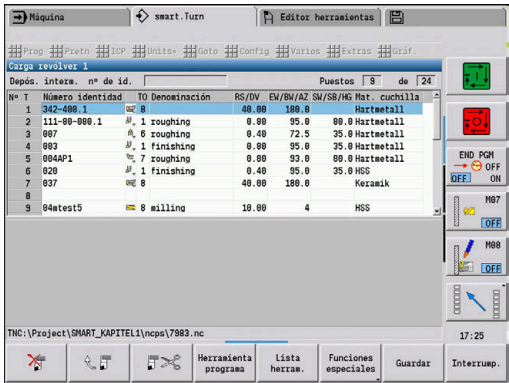 Máquina smart.Turn Editor herramientas
Prog Pretn ICP Units» Goto Config Varios Extras Gráf.
Carga revólver 1
Depós. interm. nº de id. Puestos 9 de 24
Nº T Número identidad TO Denominación RS/DV EW/BW/AZ SW/SB/HG Mat. cuchilla
1 342-400.1 8 40.00 180.0 Hartmetall
2 111-80-080.1 1 roughing 0.80 95.0 80.0 Hartmetall
3 007 6 roughing 0.40 72.5 35.0 Hartmetall
4 003 1 finishing 0.80 95.0 35.0 Hartmetall
5 004AP1 7 roughing 0.80 93.0 80.0 Hartmetall
6 020 1 finishing 0.40 95.0 35.0 HSS
7 037 8 40.00 180.0 Keramik
8
9 04mtest5 8 milling 10.00 4 HSS
TNC:\Project\SMART_KAPITEL1\ncps\7983.nc
1
0
END PGM
OFF
OFF ON
M07
OFF
M08
OFF
17:25
Herramienta programa
Lista herram.
Funciones especiales
Guardar
Interrump.